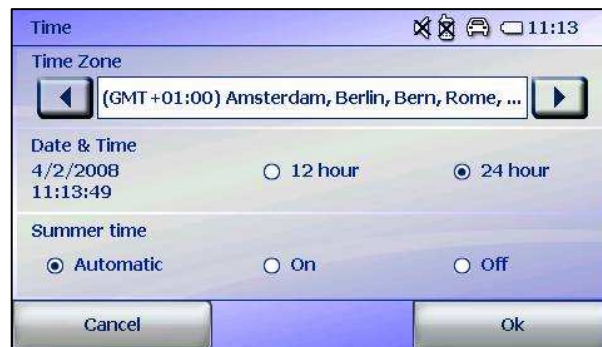 Time 11:13
Time Zone
(GMT+01:00) Amsterdam, Berlin, Bern, Rome, ...
Date & Time
4/2/2008
12 hour 24 hour
11:13:49
Summer time
Automatic On Off
Cancel Ok